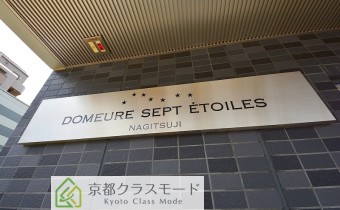 DOMEURE SEPT ÉTOILES
NAGITSUJI
京都クラスモード
Kyoto Class Mode